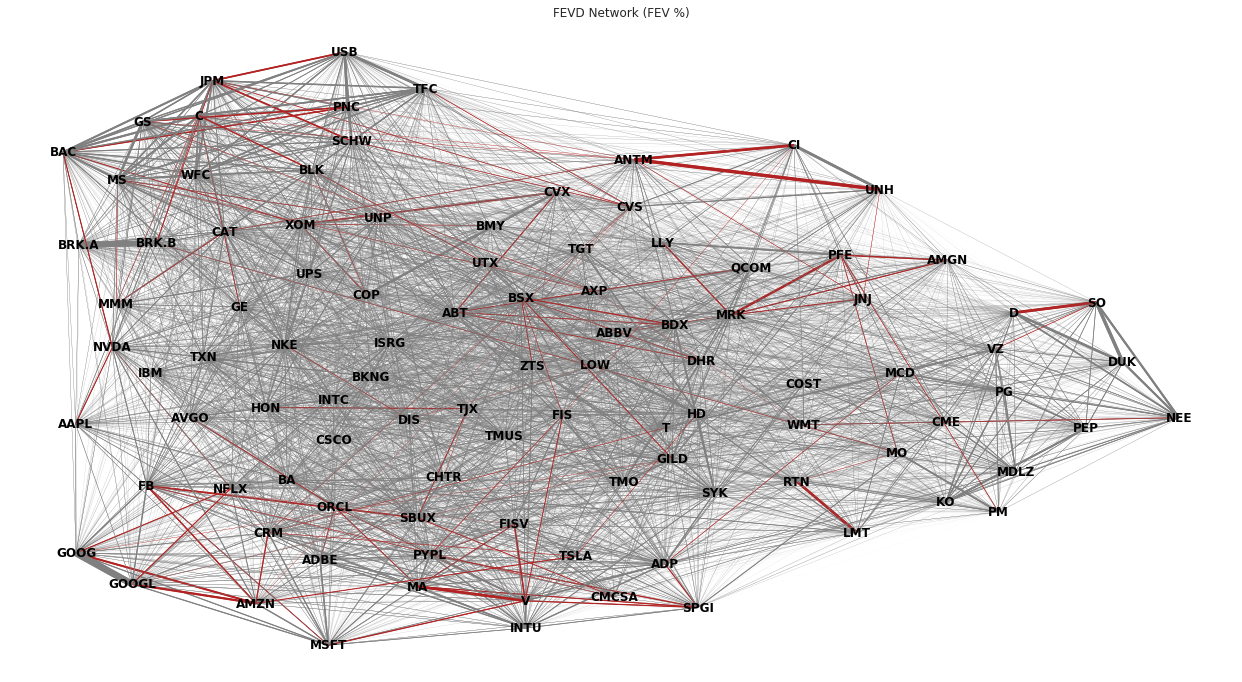 FEVD Network (FEV %)
USB
JPM
TFC
PNC
C
GS
SCHW
CI
BAC
ANTM
BLK
WFC
MS
UNH
CVX
CVS
UNP
XOM
BMY
CAT
BRK.B
BRK.A
LLY
TGT
PFE
AMGN
UTX
QCOM
UPS
AXP
COP
BSX
JNJ
MMM
SO
GE
ABT
D
MRK
BDX
ABBV
NKE
ISRG
NVDA
VZ
TXN
DHR
DUK
ZTS
LOW
IBM
MCD
BKNG
COST
PG
INTC
HON
TJX
FIS
HD
AVGO
NEE
DIS
CME
AAPL
WMT
T
PEP
TMUS
CSCO
MO
GILD
MDLZ
CHTR
BA
TMO
RTN
FB
NFLX
SYK
KO
ORCL
PM
SBUX
FISV
CRM
LMT
GOOG
PYPL
TSLA
ADBE
ADP
GOOGL
MA
CMCSA
V
AMZN
SPGI
INTU
MSFT